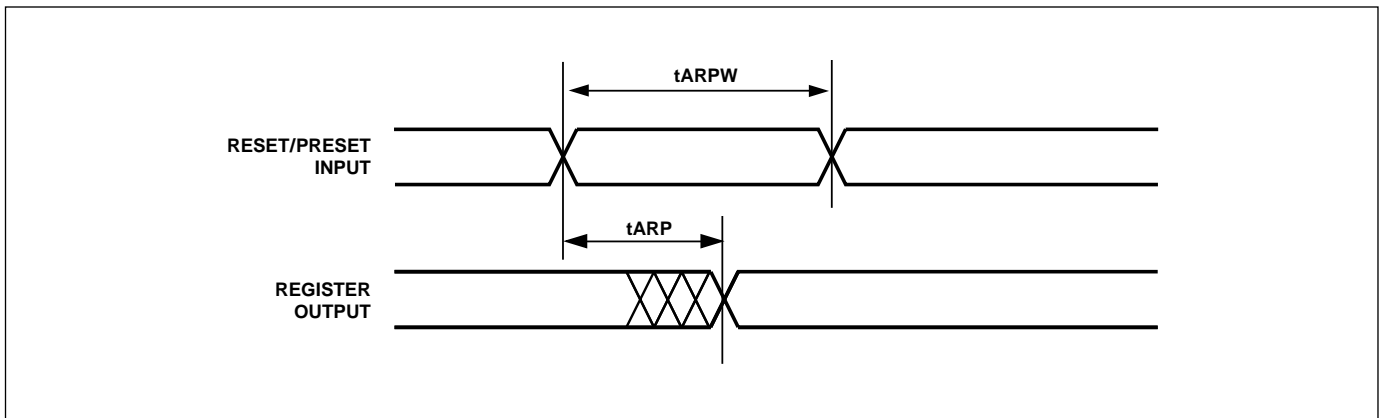 tARPW
RESET/PRESET
INPUT
tARP
REGISTER
OUTPUT